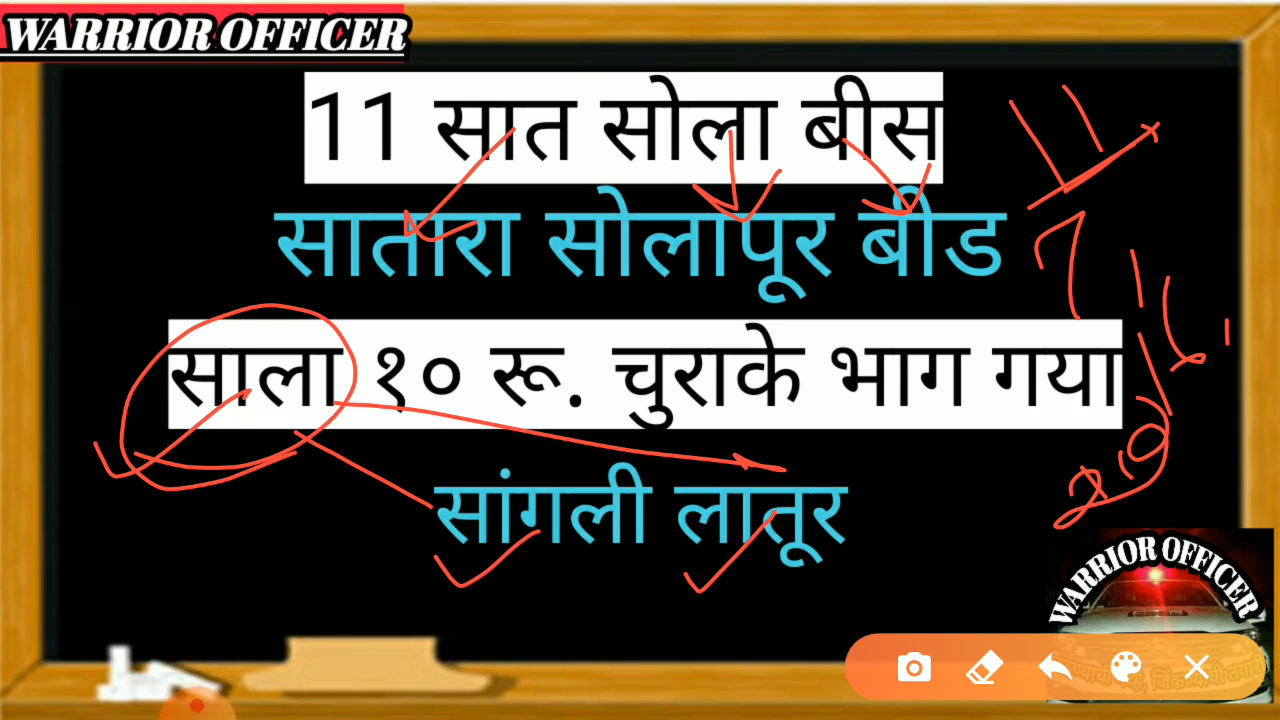 WARRIOR OFFICER
11 सात सोला बीस
सातारा सोलापूर बीड
साला १० रू. चुराके भाग गया
सांगली लातूर
11
7
16
20
WARRIOR OFFICER